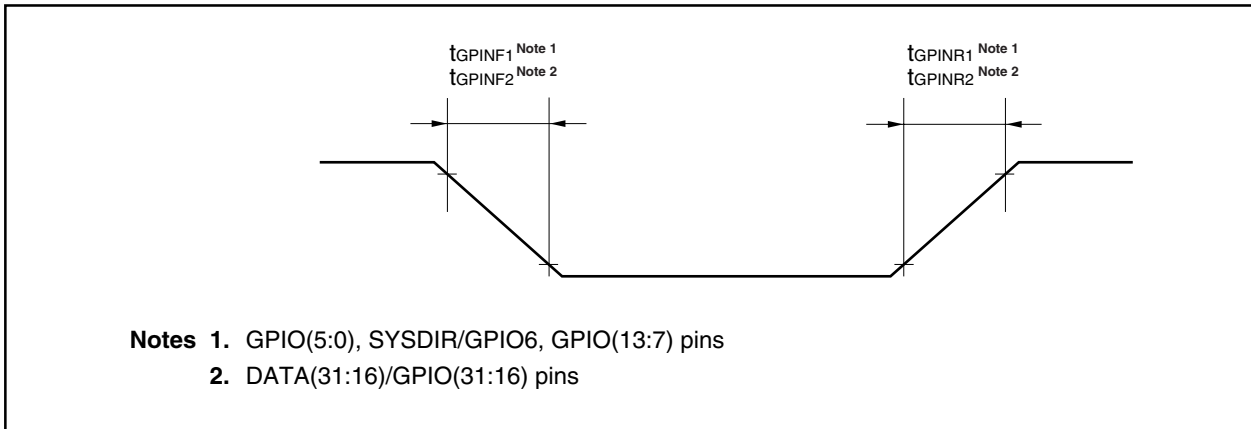 tGPINF1 Note 1
tGPINF2 Note 2
tGPINR1 Note 1
tGPINR2 Note 2
Notes 1. GPIO(5:0), SYSDIR/GPIO6, GPIO(13:7) pins
2. DATA(31:16)/GPIO(31:16) pins